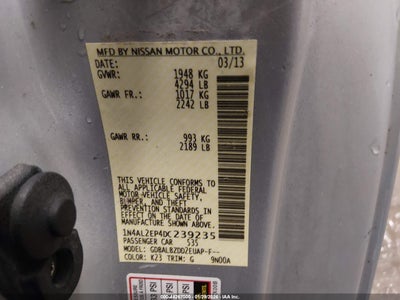 MFD BY NISSAN MOTOR CO., LTD.
DATE: 03/13
GVWR: 1948 KG
4294 LB
GAWR FR.: 1017 KG
2242 LB
GAWR RR.: 993 KG
2189 LB
THIS VEHICLE CONFORMS TO ALL
APPLICABLE FEDERAL MOTOR
VEHICLE SAFETY,
BUMPER, AND THEFT
PREVENTION STANDARDS
IN EFFECT ON THE DATE OF
MANUFACTURE SHOWN ABOVE.
1N4AL2EP4DC239235
PASSENGER CAR 535
MODEL: GDBALBZDDZEUAP-F--
COLOR: K23 TRIM: G 9N00A